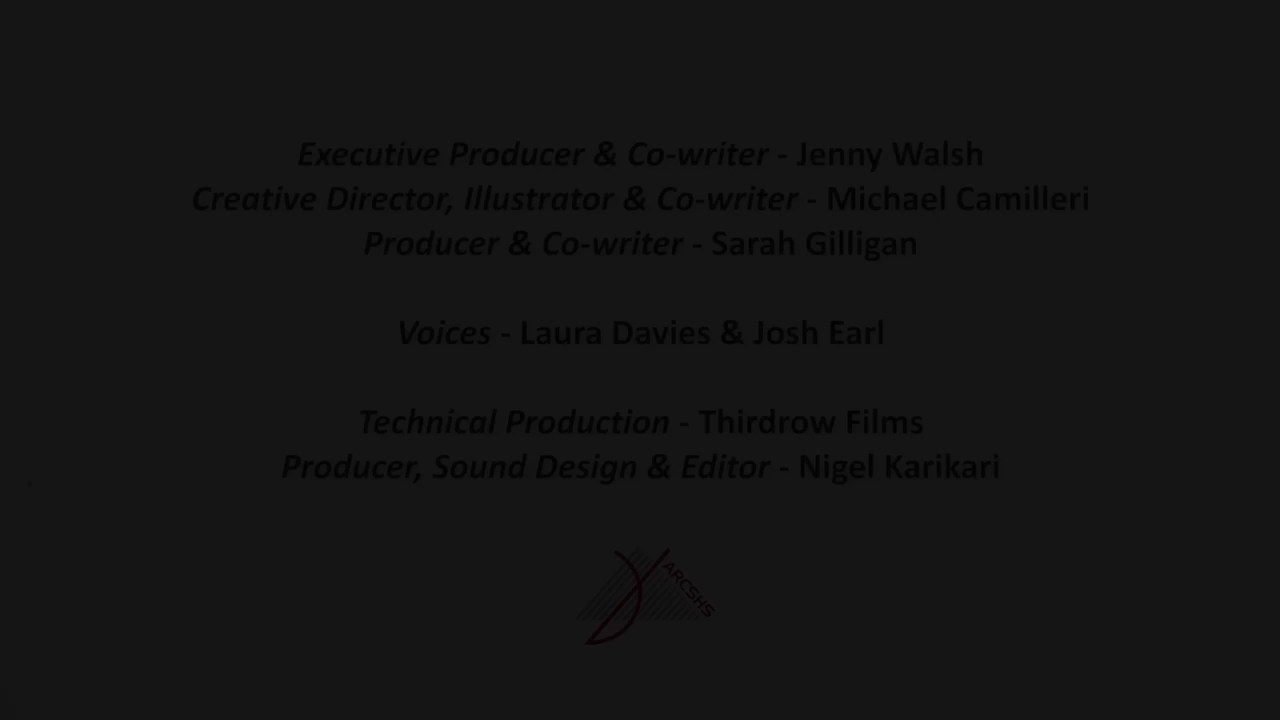 Executive Producer & Co-writer - Jenny Walsh
Creative Director, Illustrator & Co-writer - Michael Camilleri
Producer & Co-writer - Sarah Gilligan
Voices - Laura Davies & Josh Earl
Technical Production - Thirdrow Films
Producer, Sound Design & Editor - Nigel Karikari
ARCSHS